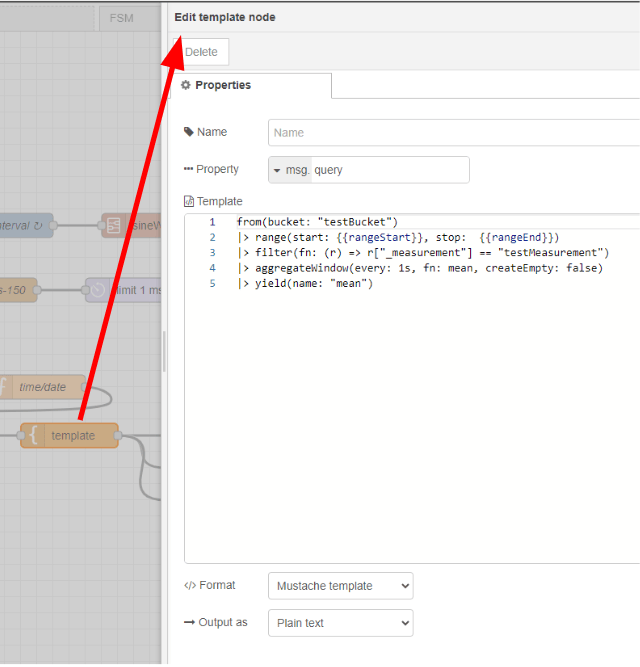 FSM
Edit template node
Delete
Properties
Name
Name
Property
msg. query
Template
1 from(bucket: "testBucket")
2 |> range(start: {{rangeStart}}, stop:  {{rangeEnd}})
3 |> filter(fn: (r) => r["_measurement"] == "testMeasurement")
4 |> aggregateWindow(every: 1s, fn: mean, createEmpty: false)
5 |> yield(name: "mean")
Format
Mustache template
Output as
Plain text
nterval ↻
sineW
s-150
limit 1 ms
time/date
template